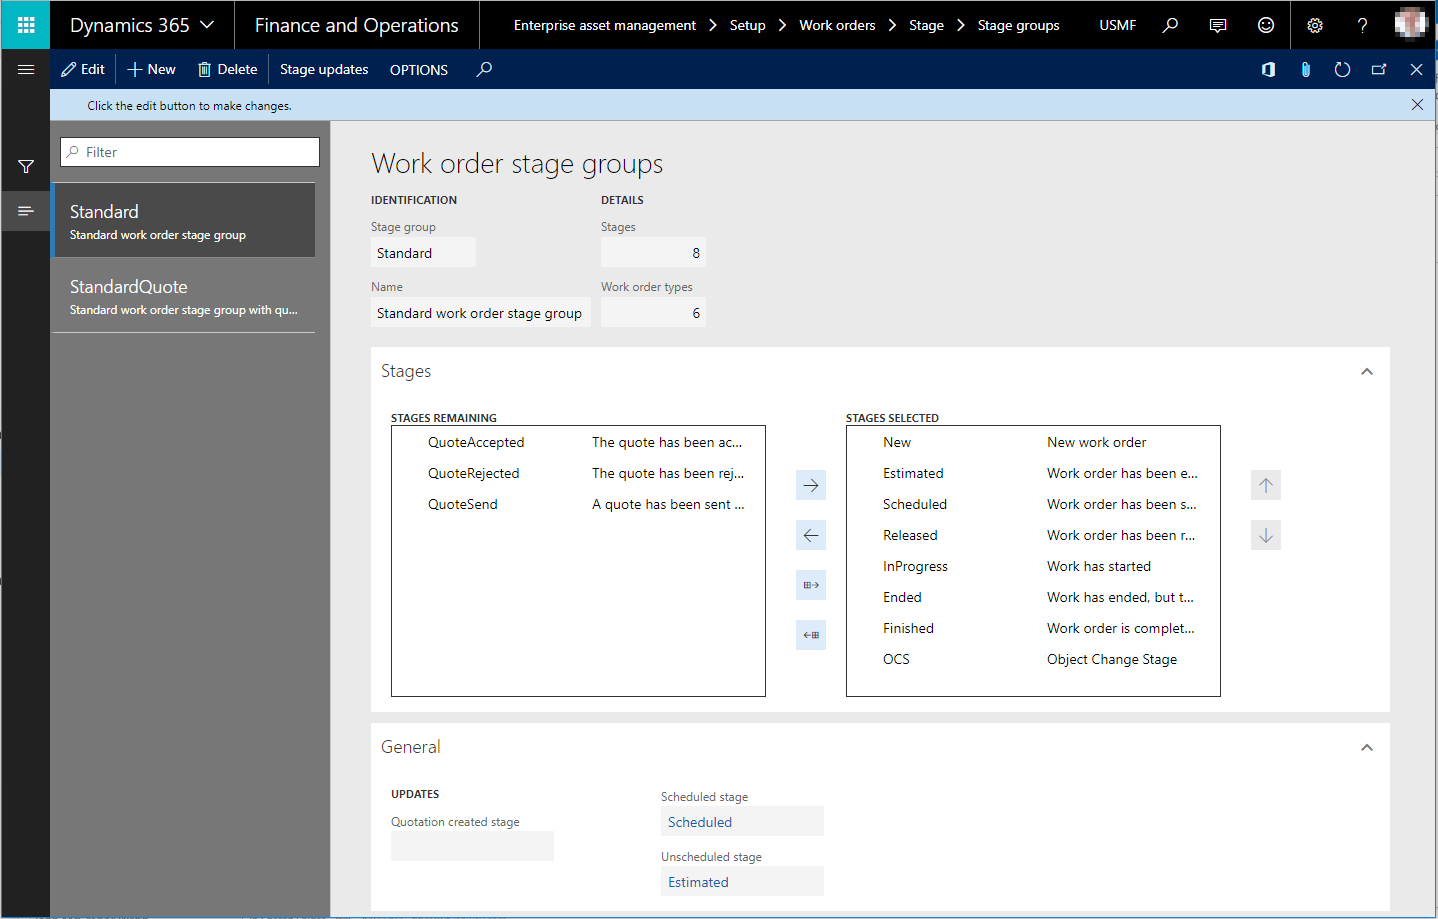 Dynamics 365
Finance and Operations
Enterprise asset management > Setup > Work orders > Stage > Stage groups
USMF
?
Edit
New
Delete
Stage updates
OPTIONS
Click the edit button to make changes.
Filter
Standard
Standard work order stage group
StandardQuote
Standard work order stage group with qu...
Work order stage groups
IDENTIFICATION
DETAILS
Stage group
Stages
Standard
8
Name
Work order types
Standard work order stage group
6
Stages
STAGES REMAINING
QuoteAccepted The quote has been ac...
QuoteRejected The quote has been rej...
QuoteSend A quote has been sent ...
STAGES SELECTED
New New work order
Estimated Work order has been e...
Scheduled Work order has been s...
Released Work order has been r...
InProgress Work has started
Ended Work has ended, but t...
Finished Work order is complet...
OCS Object Change Stage
General
UPDATES
Quotation created stage
Scheduled stage
Scheduled
Unscheduled stage
Estimated